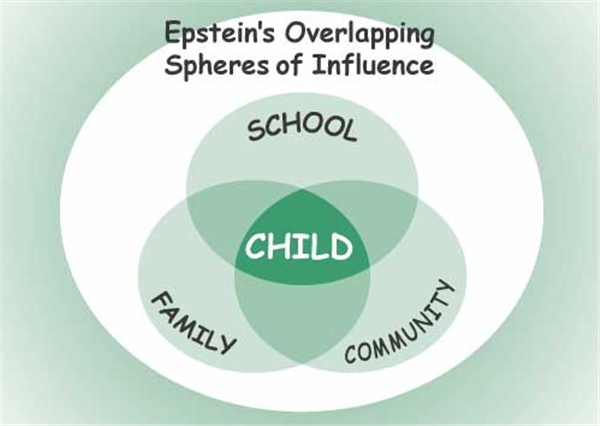 Epstein's Overlapping
Spheres of Influence
SCHOOL
CHILD
FAMILY
COMMUNITY